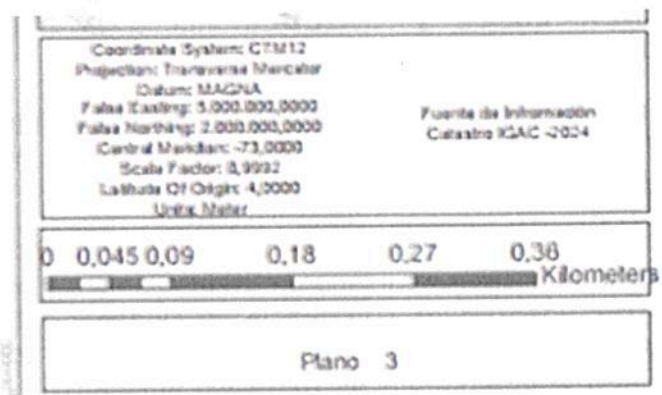 Coordinate System: CTM12
Projection: Transverse Mercator
Datum: MAGNA
False Easting: 5.000.000,0000
False Northing: 2.000.000,0000
Central Meridian: -73,0000
Scale Factor: 0,9992
Latitude Of Origin: 4,0000
Units: Meter
Fuente de Información
Catastro IGAC -2024
0 0,045 0,09 0,18 0,27 0,36
Kilometers
Plano 3